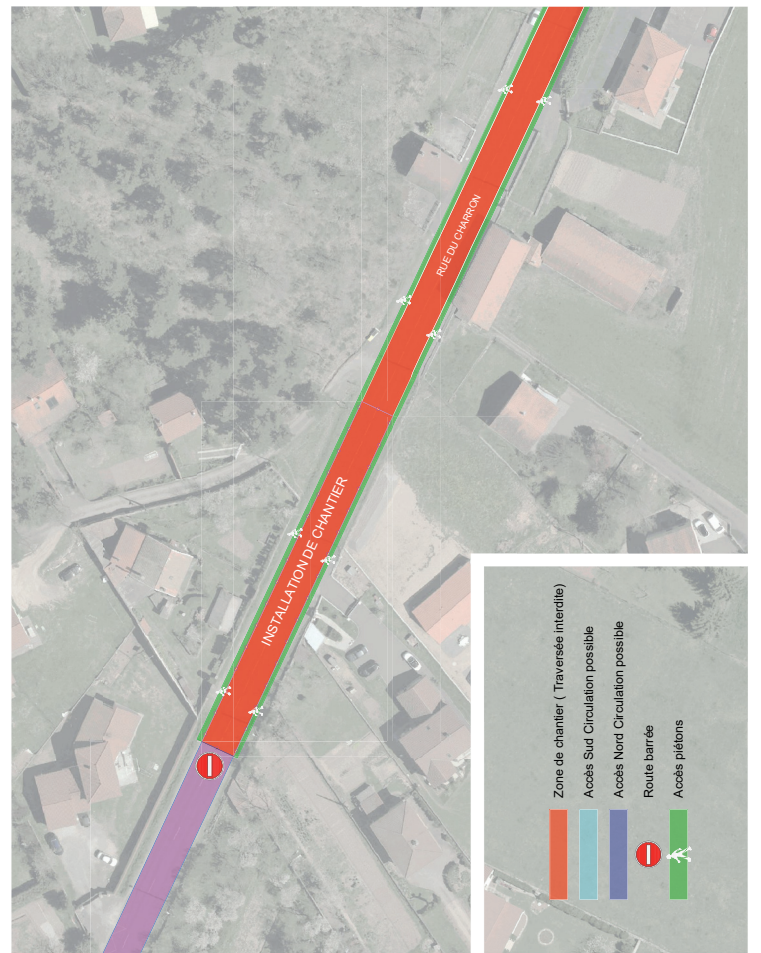 RUE DU CHARRON
INSTALLATION DE CHANTIER
Zone de chantier ( Traversée interdite)
Accès Sud Circulation possible
Accès Nord Circulation possible
Route barrée
Accès piétons